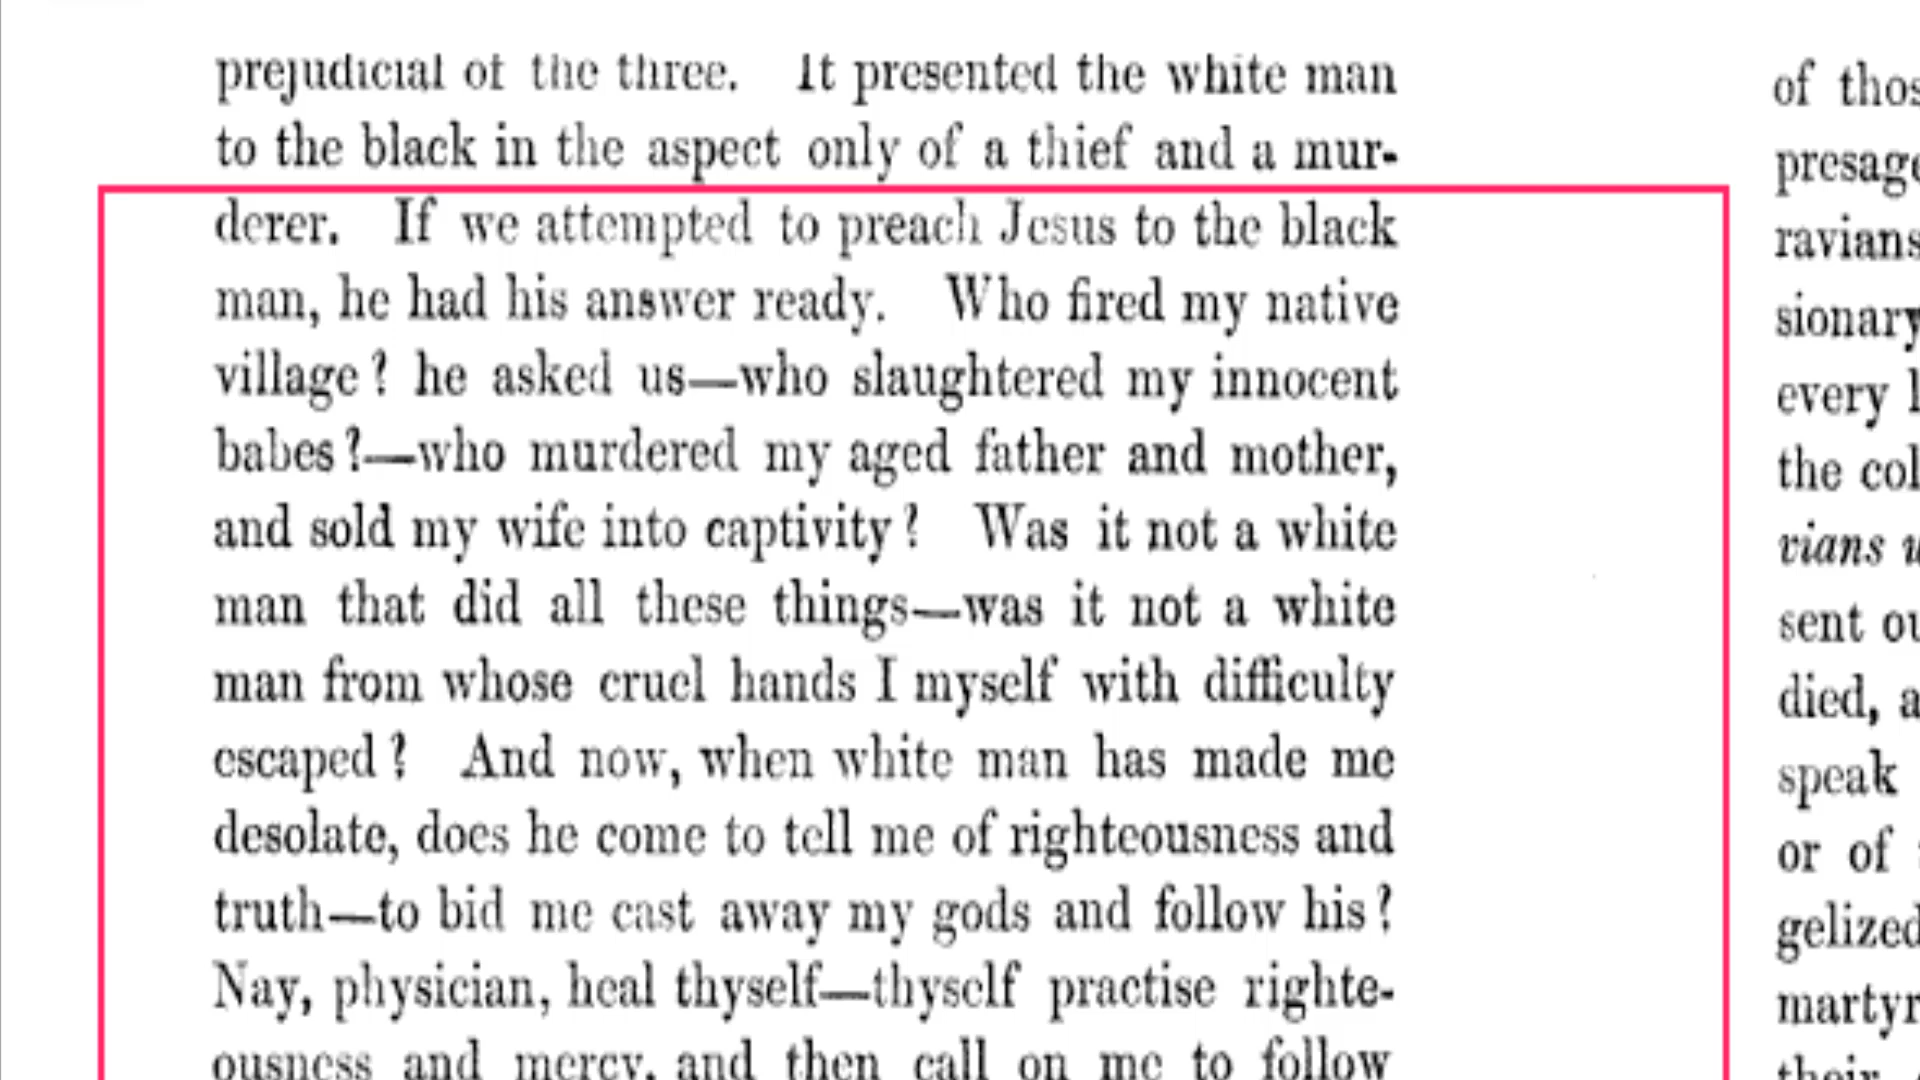 prejudicial of the three. It presented the white man
to the black in the aspect only of a thief and a mur-
derer. If we attempted to preach Jesus to the black
man, he had his answer ready. Who fired my native
village? he asked us—who slaughtered my innocent
babes?—who murdered my aged father and mother,
and sold my wife into captivity? Was it not a white
man that did all these things—was it not a white
man from whose cruel hands I myself with difficulty
escaped? And now, when white man has made me
desolate, does he come to tell me of righteousness and
truth—to bid me cast away my gods and follow his?
Nay, physician, heal thyself—thyself practise righte-
ousness and mercy, and then call on me to follow
of thos
presage
ravians
sionary
every l
the col
vians
sent ou
died, a
speak
or of
gelized
martyr
their